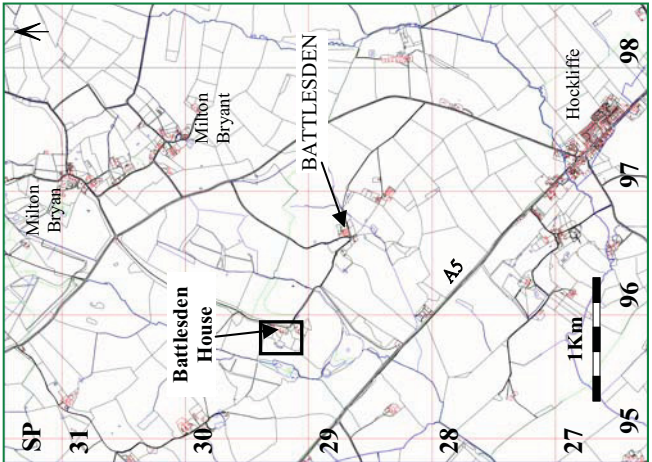 SP
Milton
Bryan
31
Battlesden
House
30
Milton
Bryant
BATTLESDEN
29
28
A5
27
1Km
Hockliffe
95 96 97 98